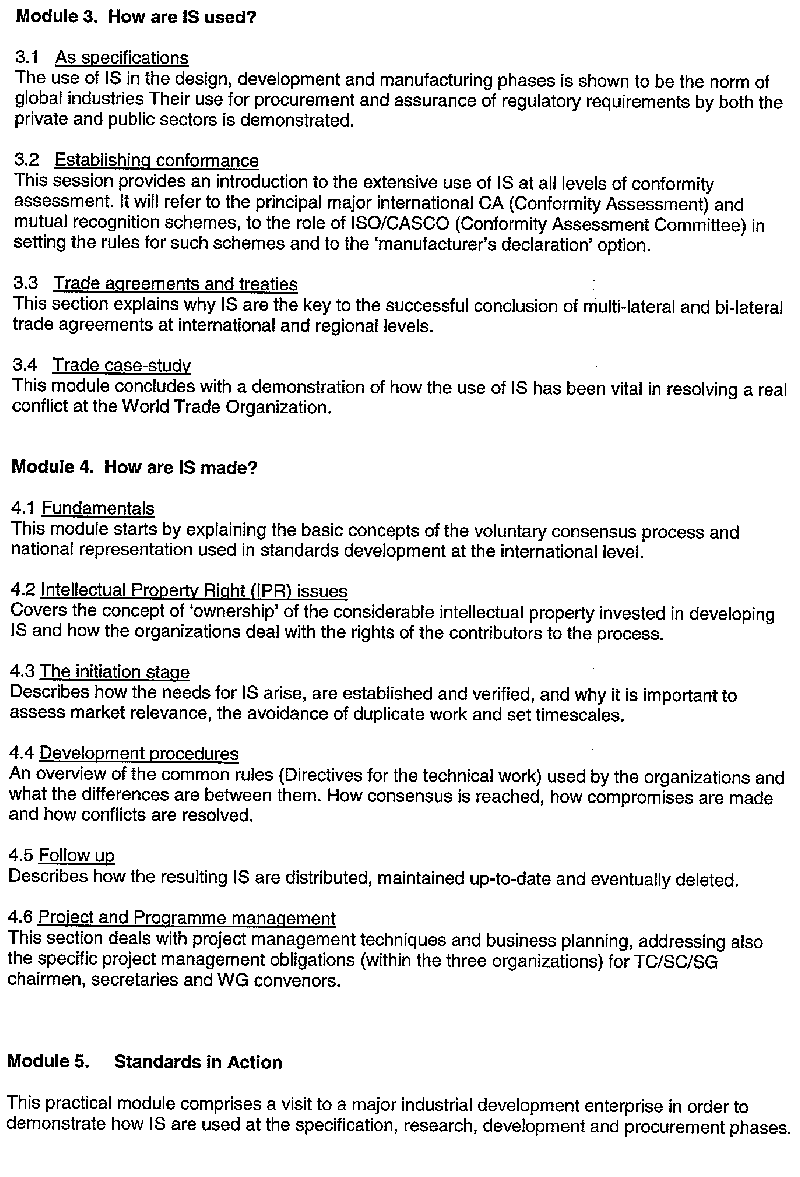 Module 3. How are IS used?
3.1 As specifications
The use of IS in the design, development and manufacturing phases is shown to be the norm of
global industries Their use for procurement and assurance of regulatory requirements by both the
private and public sectors is demonstrated.
3.2 Establishing conformance
This session provides an introduction to the extensive use of IS at all levels of conformity
assessment. It will refer to the principal major international CA (Conformity Assessment) and
mutual recognition schemes, to the role of ISO/CASCO (Conformity Assessment Committee) in
setting the rules for such schemes and to the ‘manufacturer’s declaration’ option.
3.3 Trade agreements and treaties
This section explains why IS are the key to the successful conclusion of multi-lateral and bi-lateral
trade agreements at international and regional levels.
3.4 Trade case-study
This module concludes with a demonstration of how the use of IS has been vital in resolving a real
conflict at the World Trade Organization.
Module 4. How are IS made?
4.1 Fundamentals
This module starts by explaining the basic concepts of the voluntary consensus process and
national representation used in standards development at the international level.
4.2 Intellectual Property Right (IPR) issues
Covers the concept of ‘ownership’ of the considerable intellectual property invested in developing
IS and how the organizations deal with the rights of the contributors to the process.
4.3 The initiation stage
Describes how the needs for IS arise, are established and verified, and why it is important to
assess market relevance, the avoidance of duplicate work and set timescales.
4.4 Development procedures
An overview of the common rules (Directives for the technical work) used by the organizations and
what the differences are between them. How consensus is reached, how compromises are made
and how conflicts are resolved.
4.5 Follow up
Describes how the resulting IS are distributed, maintained up-to-date and eventually deleted.
4.6 Project and Programme management
This section deals with project management techniques and business planning, addressing also
the specific project management obligations (within the three organizations) for TC/SC/SG
chairmen, secretaries and WG convenors.
Module 5. Standards in Action
This practical module comprises a visit to a major industrial development enterprise in order to
demonstrate how IS are used at the specification, research, development and procurement phases.